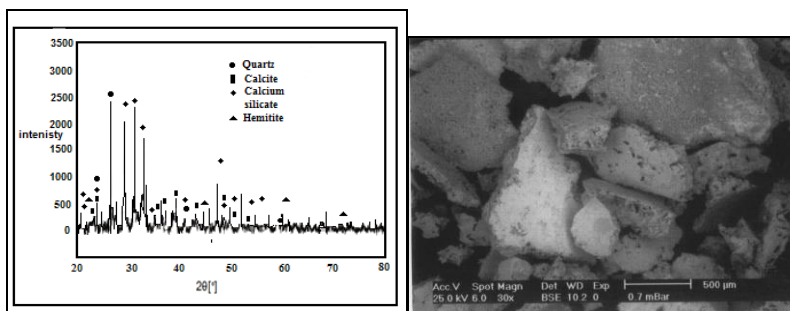 3500
3000
2500
2000
1500
1000
500
0
intenisty
Quartz
Calcite
Calcium
silicate
Hemitite
20 30 40 50 60 70 80
2θ[°]
Acc.V Spot Magn Det WD Exp 500 µm
25.0 kV 6.0 30x BSE 10.2 0 0.7 mBar